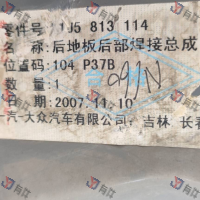 零件号: 1J5 813 114
名 称: 后地板后部焊接总成
位置码: 104 P37B
数量: 1
日期: 2007. 11. 10
一汽-大众汽车有限公司: 吉林 长春